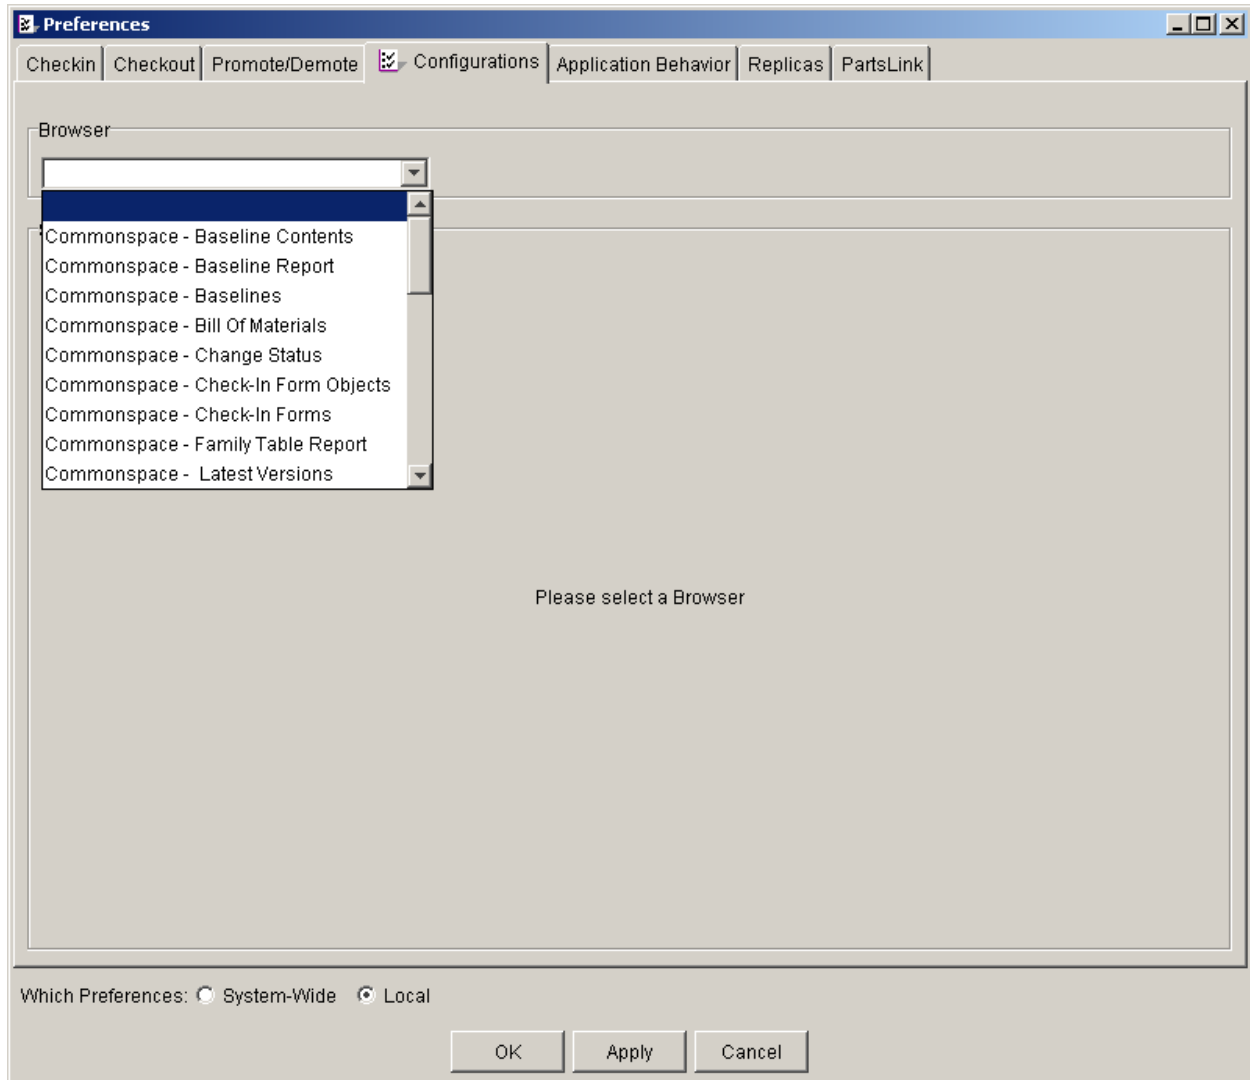 Preferences
Checkin Checkout Promote/Demote Configurations Application Behavior Replicas PartsLink
Browser
Commonspace - Baseline Contents
Commonspace - Baseline Report
Commonspace - Baselines
Commonspace - Bill Of Materials
Commonspace - Change Status
Commonspace - Check-In Form Objects
Commonspace - Check-In Forms
Commonspace - Family Table Report
Commonspace -  Latest Versions
Please select a Browser
Which Preferences: System-Wide Local
OK Apply Cancel